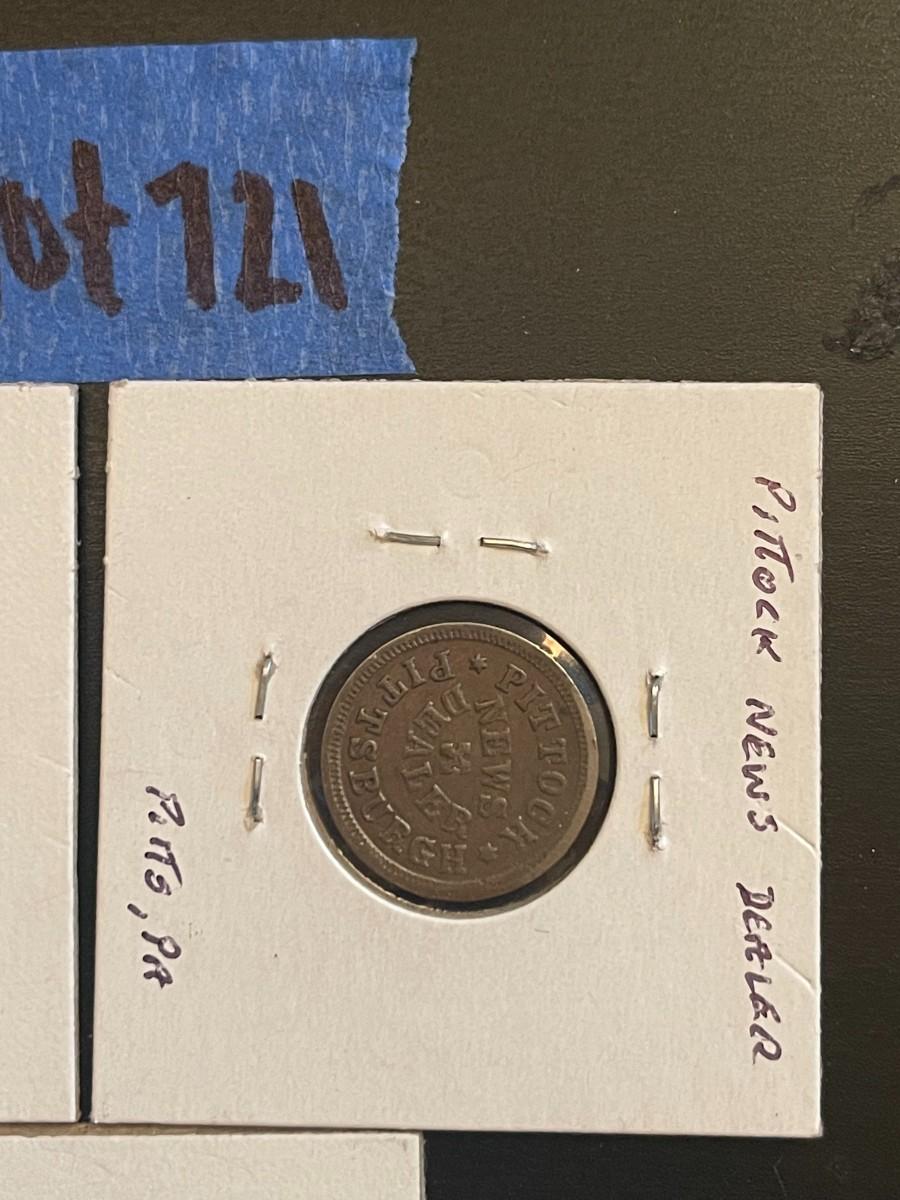 Lot 121
PITTOCK NEWS DEALER
* PITTOCK *
NEWS
DEALER
PITTSBURGH
PITTS, PA